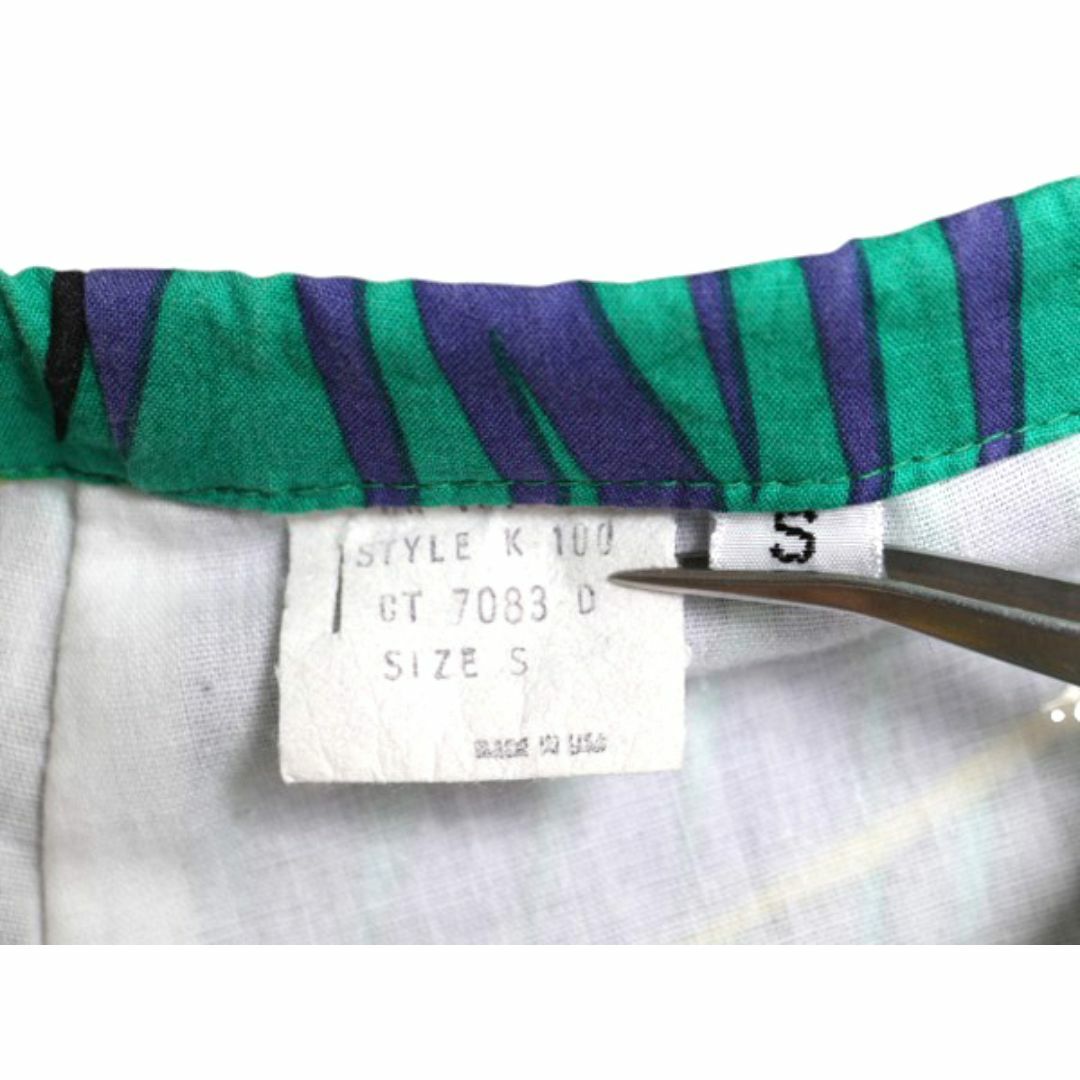 STYLE K 100
CT 7083 D
SIZE S
MADE IN USA
S